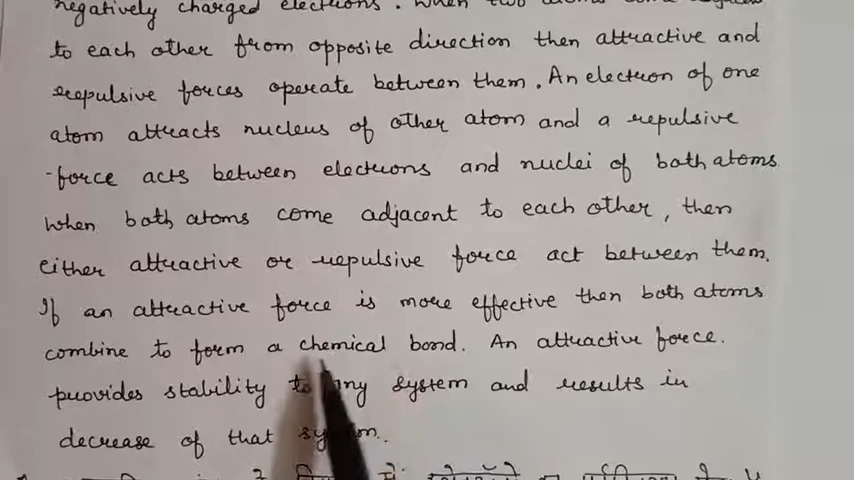 negatively charged electrons. When two atoms come
to each other from opposite direction then attractive and
repulsive forces operate between them. An electron of one
atom attracts nucleus of other atom and a repulsive
force acts between electrons and nuclei of both atoms
when both atoms come adjacent to each other, then
either attractive or repulsive force act between them.
If an attractive force is more effective then both atoms
combine to form a chemical bond. An attractive force.
provides stability to any system and results in
decrease of that system.